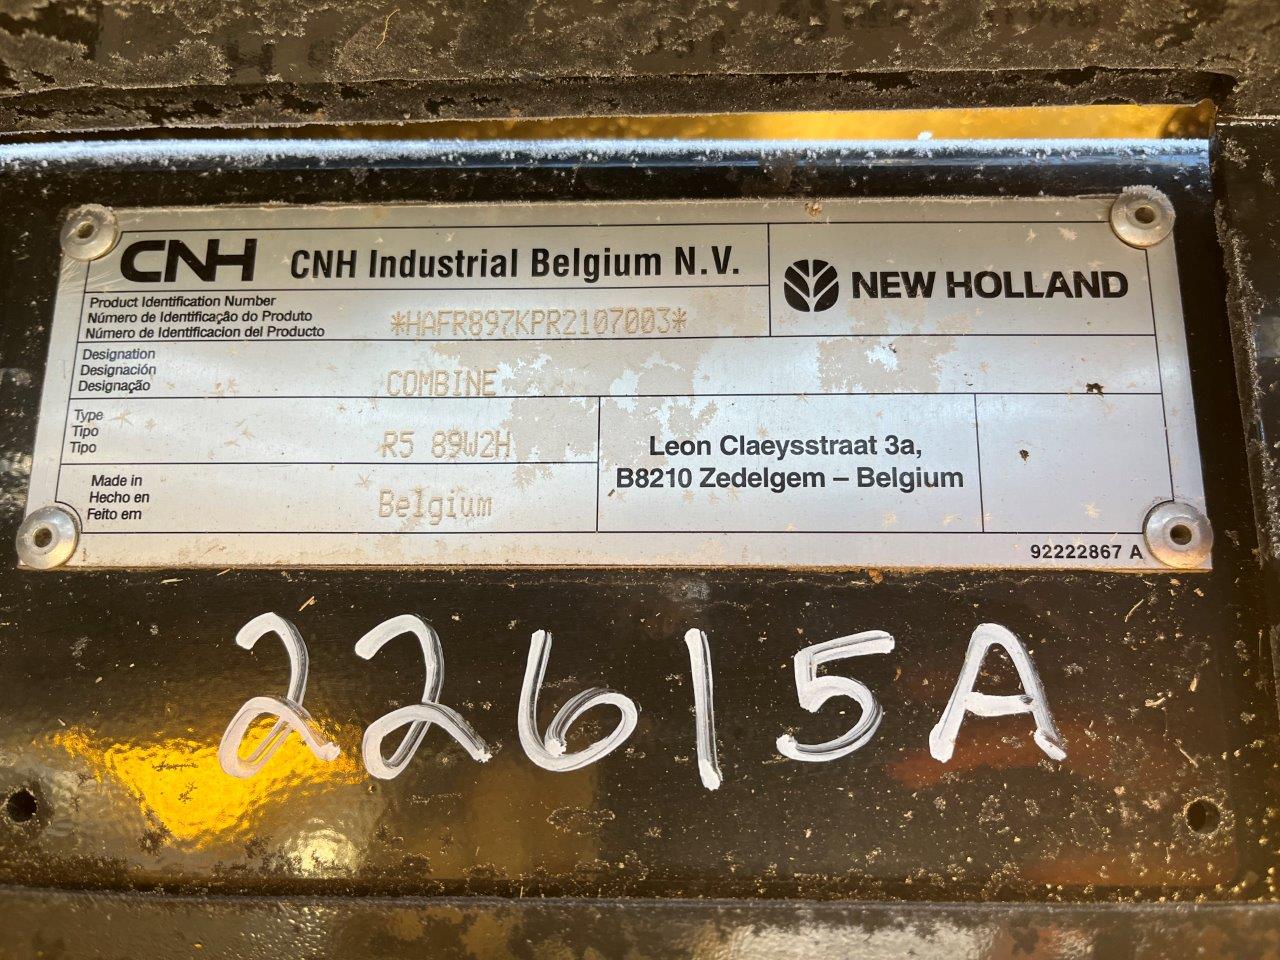 CNH CNH Industrial Belgium N.V.
NEW HOLLAND
Product Identification Number
Número de Identificação do Produto
Número de Identificacion del Producto
*HAFR897KPR2107003*
Designation
Designación
Designação
COMBINE
Type
Tipo
Tipo
R5 89W2H
Made in
Hecho en
Feito em
Belgium
Leon Claeysstraat 3a,
B8210 Zedelgem – Belgium
92222867 A
22615A